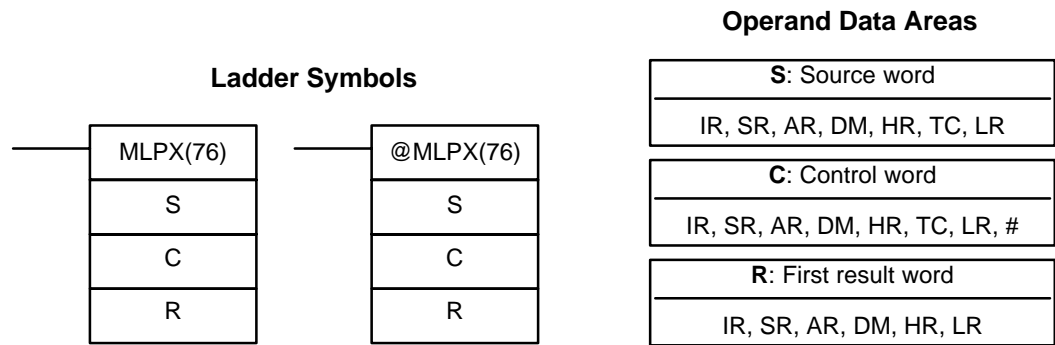 Ladder Symbols
MLPX(76)
S
C
R
@MLPX(76)
S
C
R
Operand Data Areas
S: Source word
IR, SR, AR, DM, HR, TC, LR
C: Control word
IR, SR, AR, DM, HR, TC, LR, #
R: First result word
IR, SR, AR, DM, HR, LR